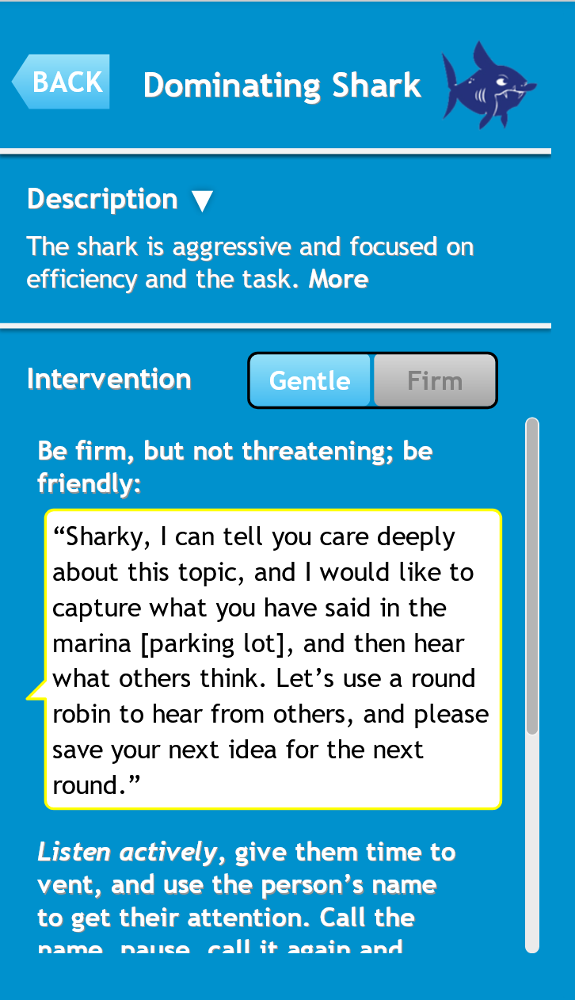 BACK
Dominating Shark
Description ▼
The shark is aggressive and focused on
efficiency and the task. More
Intervention
Gentle
Firm
Be firm, but not threatening; be
friendly:
“Sharky, I can tell you care deeply
about this topic, and I would like to
capture what you have said in the
marina [parking lot], and then hear
what others think. Let’s use a round
robin to hear from others, and please
save your next idea for the next
round.”
Listen actively, give them time to
vent, and use the person’s name
to get their attention. Call the
name, pause, call it again and